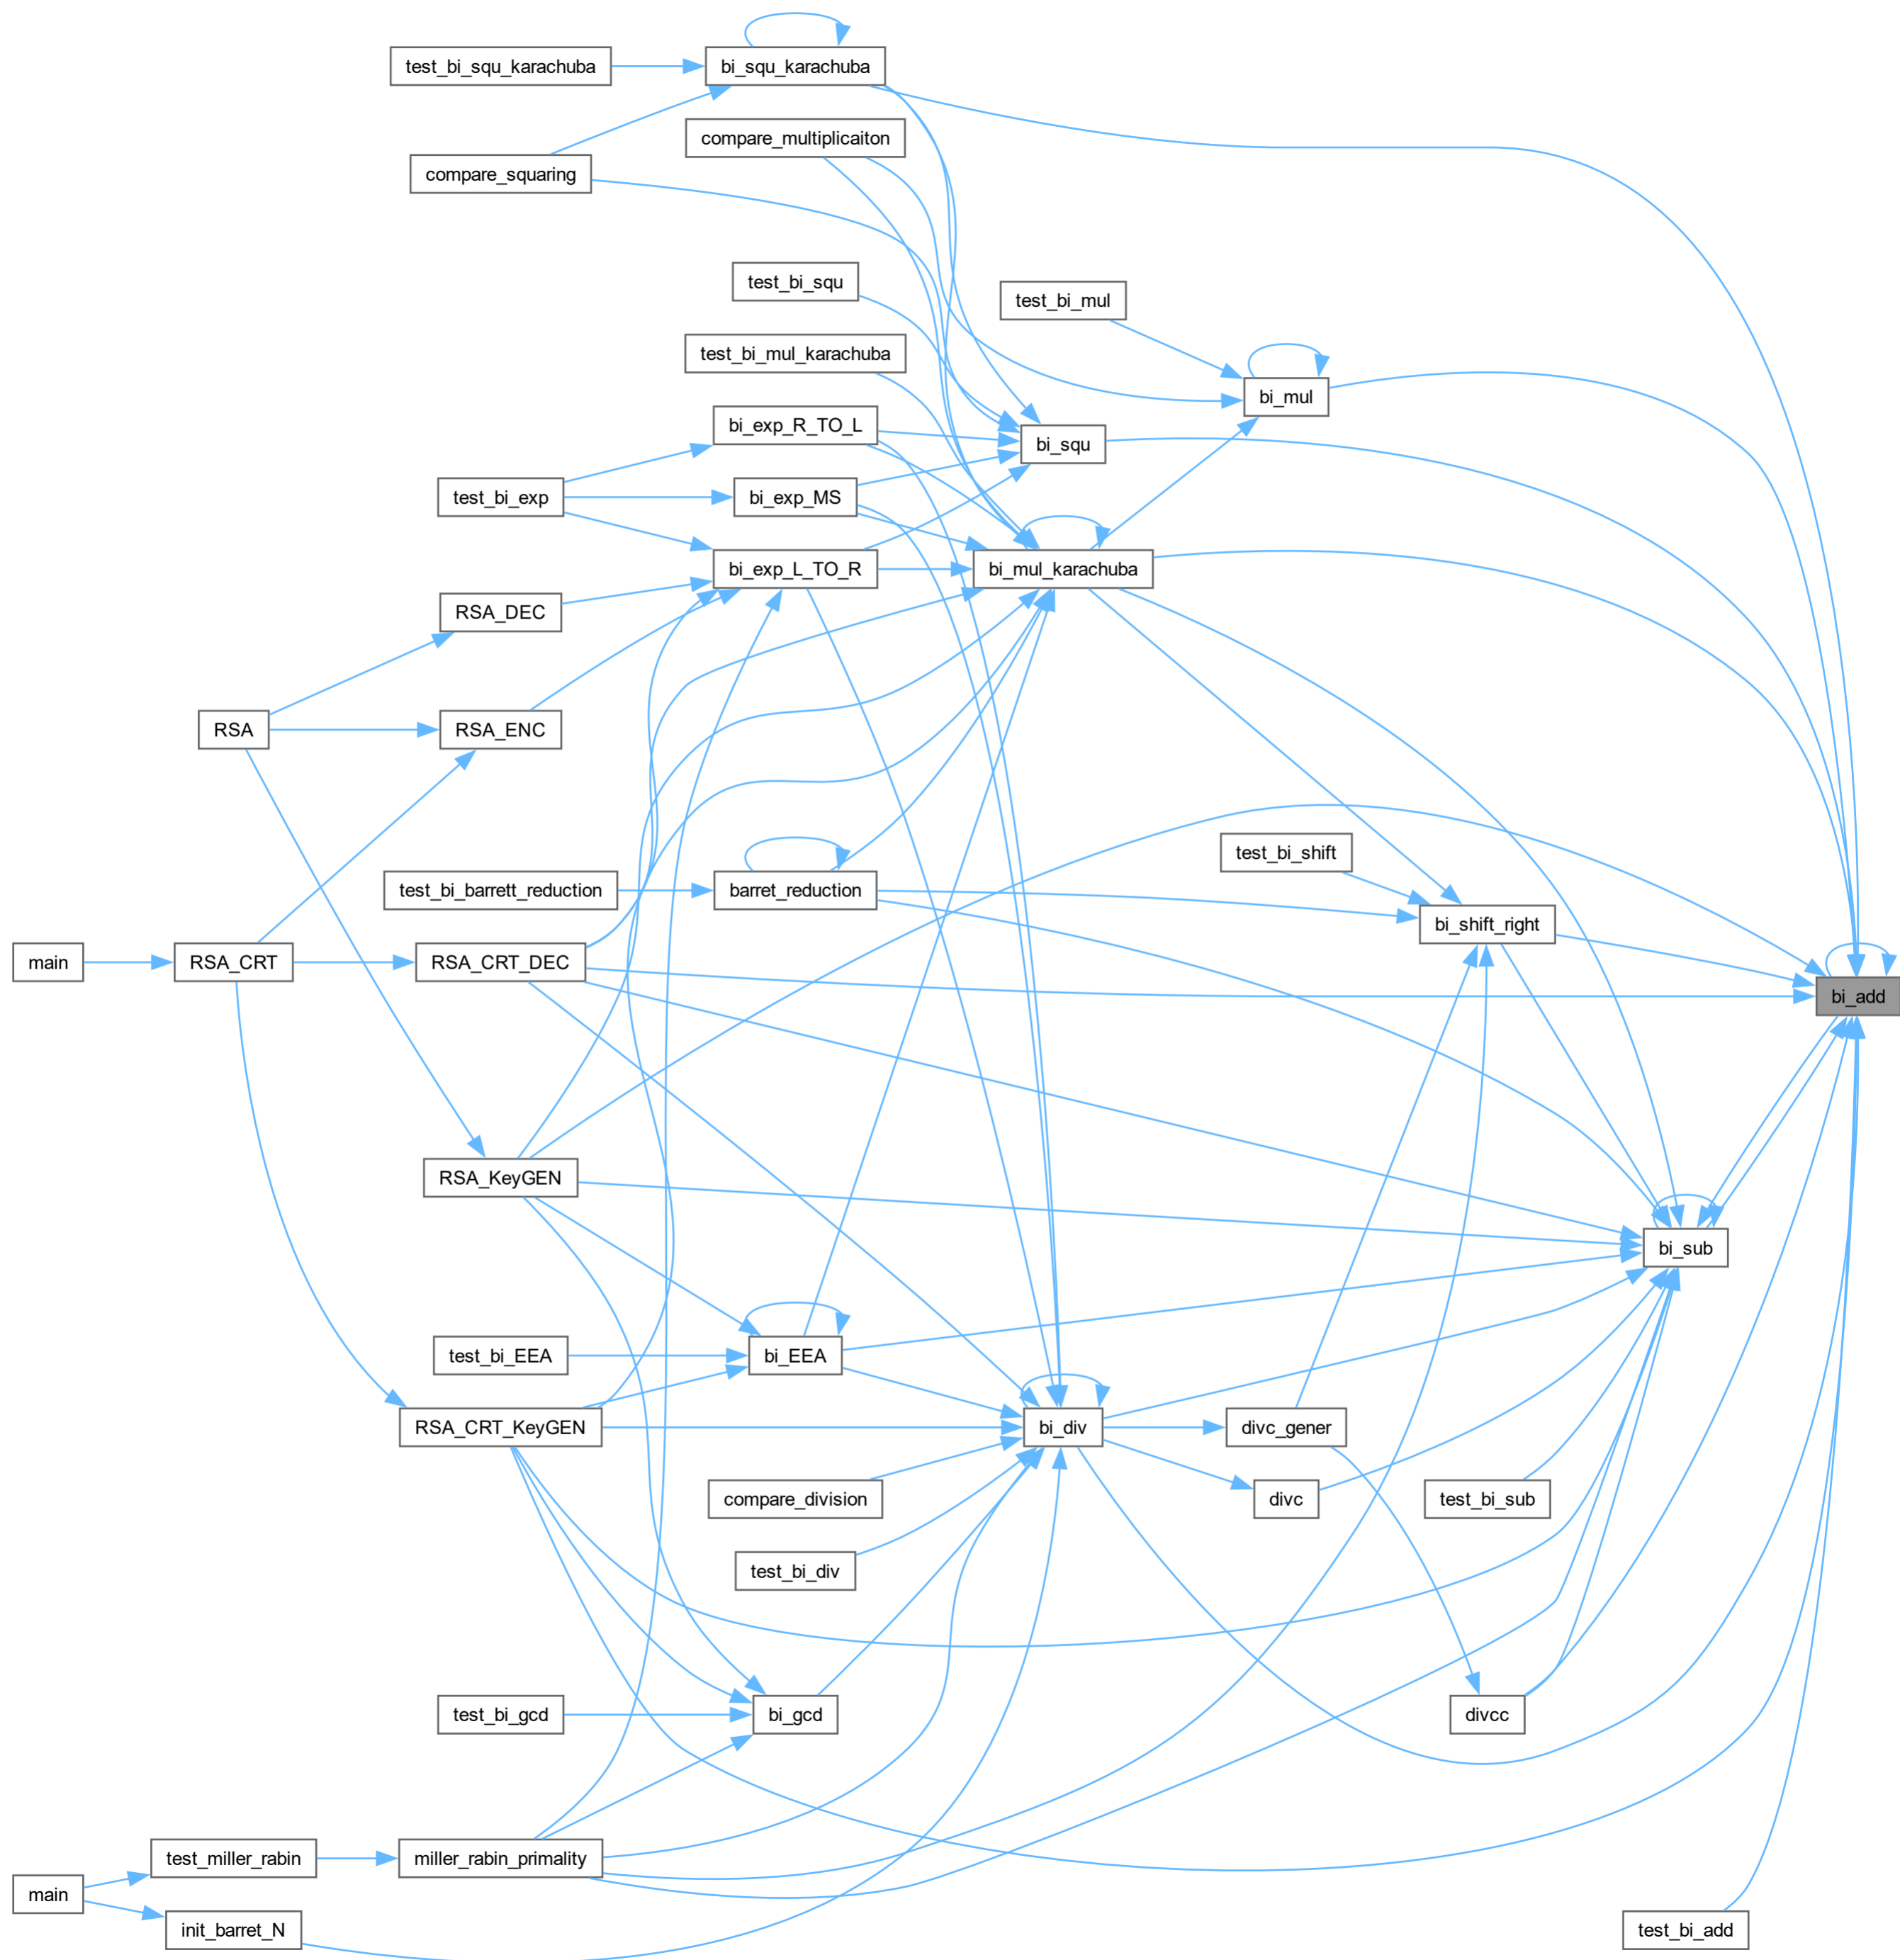 test_bi_squ_karachuba
bi_squ_karachuba
compare_multiplicaiton
compare_squaring
test_bi_squ
test_bi_mul
test_bi_mul_karachuba
bi_mul
bi_exp_R_TO_L
bi_squ
test_bi_exp
bi_exp_MS
bi_exp_L_TO_R
bi_mul_karachuba
RSA_DEC
RSA
RSA_ENC
test_bi_shift
test_bi_barrett_reduction
barret_reduction
bi_shift_right
main
RSA_CRT
RSA_CRT_DEC
bi_add
RSA_KeyGEN
bi_sub
test_bi_EEA
bi_EEA
RSA_CRT_KeyGEN
bi_div
divc_gener
compare_division
divc
test_bi_sub
test_bi_div
test_bi_gcd
bi_gcd
divcc
test_miller_rabin
miller_rabin_primality
main
init_barret_N
test_bi_add